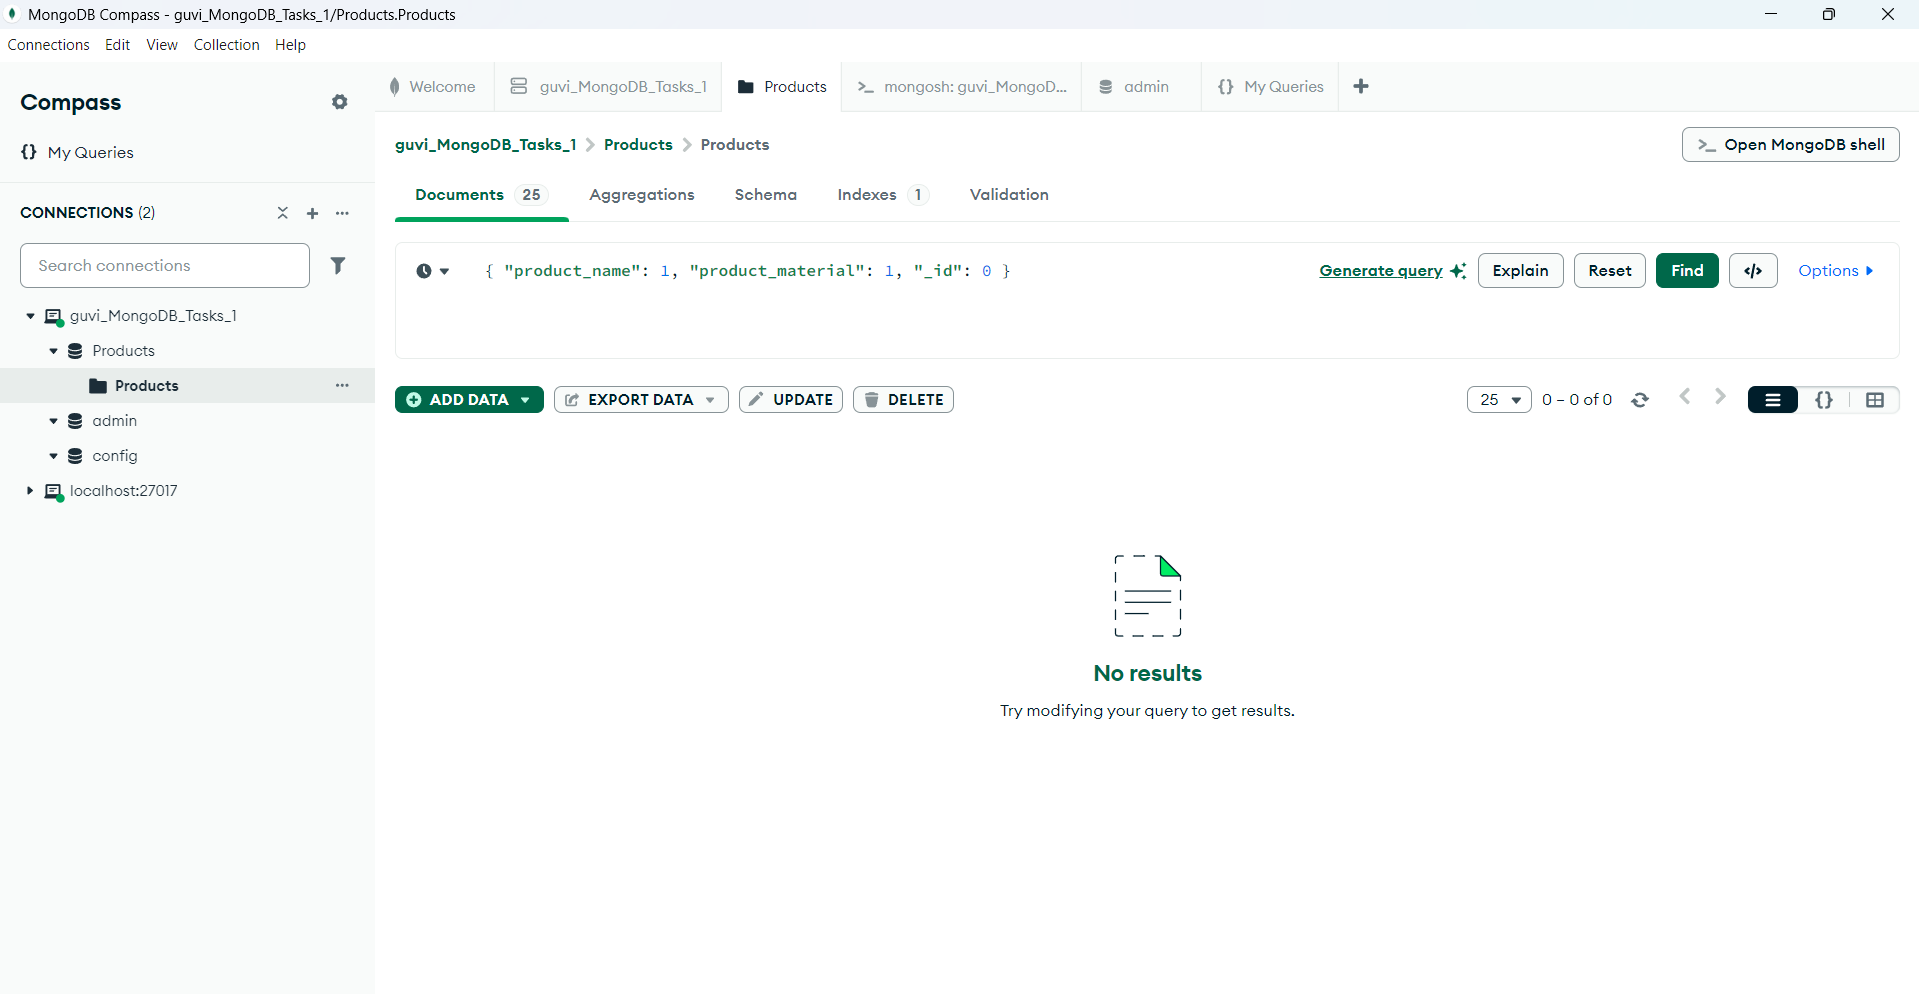 MongoDB Compass - guvi_MongoDB_Tasks_1/Products.Products
Connections Edit View Collection Help
Compass
My Queries
CONNECTIONS (2)
Search connections
guvi_MongoDB_Tasks_1
Products
Products
admin
config
localhost:27017
Welcome guvi_MongoDB_Tasks_1 Products mongosh: guvi_MongoD... admin {} My Queries
guvi_MongoDB_Tasks_1 > Products > Products
>_ Open MongoDB shell
Documents 25 Aggregations Schema Indexes 1 Validation
{ "product_name": 1, "product_material": 1, "_id": 0 }
Generate query Explain Reset Find </> Options
ADD DATA EXPORT DATA UPDATE DELETE
25 0 – 0 of 0 {}
No results
Try modifying your query to get results.